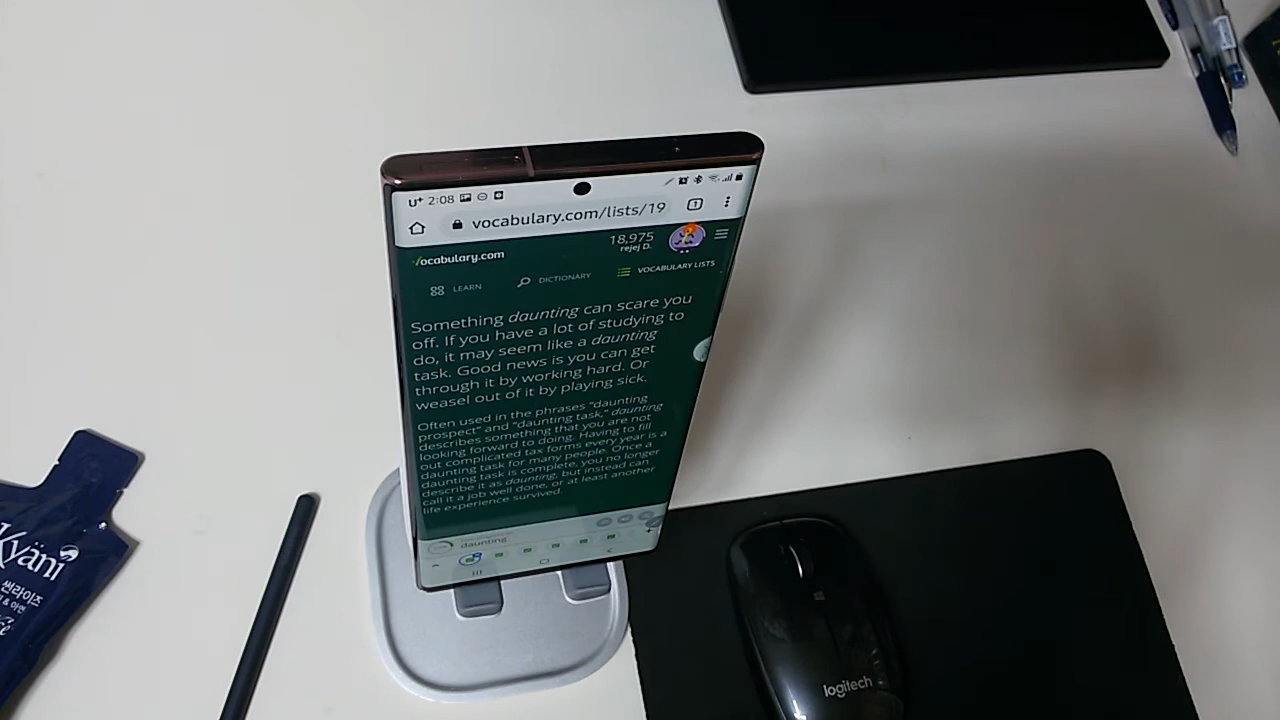 U+ 2:08
vocabulary.com/lists/19
1
18,975
rejej D.
Vocabulary.com
LEARN
DICTIONARY
VOCABULARY LISTS
Something daunting can scare you
off. If you have a lot of studying to
do, it may seem like a daunting
task. Good news is you can get
through it by working hard. Or
weasel out of it by playing sick.
Often used in the phrases “daunting
prospect” and “daunting task,” daunting
describes something that you are not
looking forward to doing. Having to fill
out complicated tax forms every year is a
daunting task for many people. Once a
daunting task is complete, you no longer
describe it as daunting, but instead can
call it a job well done, or at least another
life experience survived.
daunting
Kyäni
썬라이즈
logitech